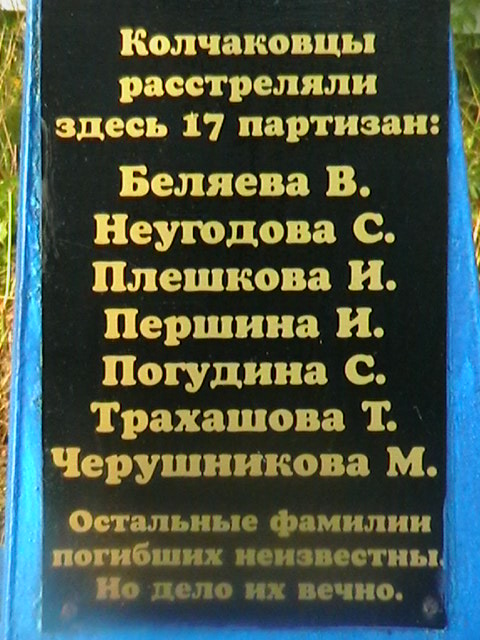 Колчаковцы
расстреляли
здесь 17 партизан:
Беляева В.
Неугодова С.
Плешкова И.
Першина И.
Погудина С.
Трахашова Т.
Черушникова М.
Остальные фамилии
погибших неизвестны.
Но дело их вечно.